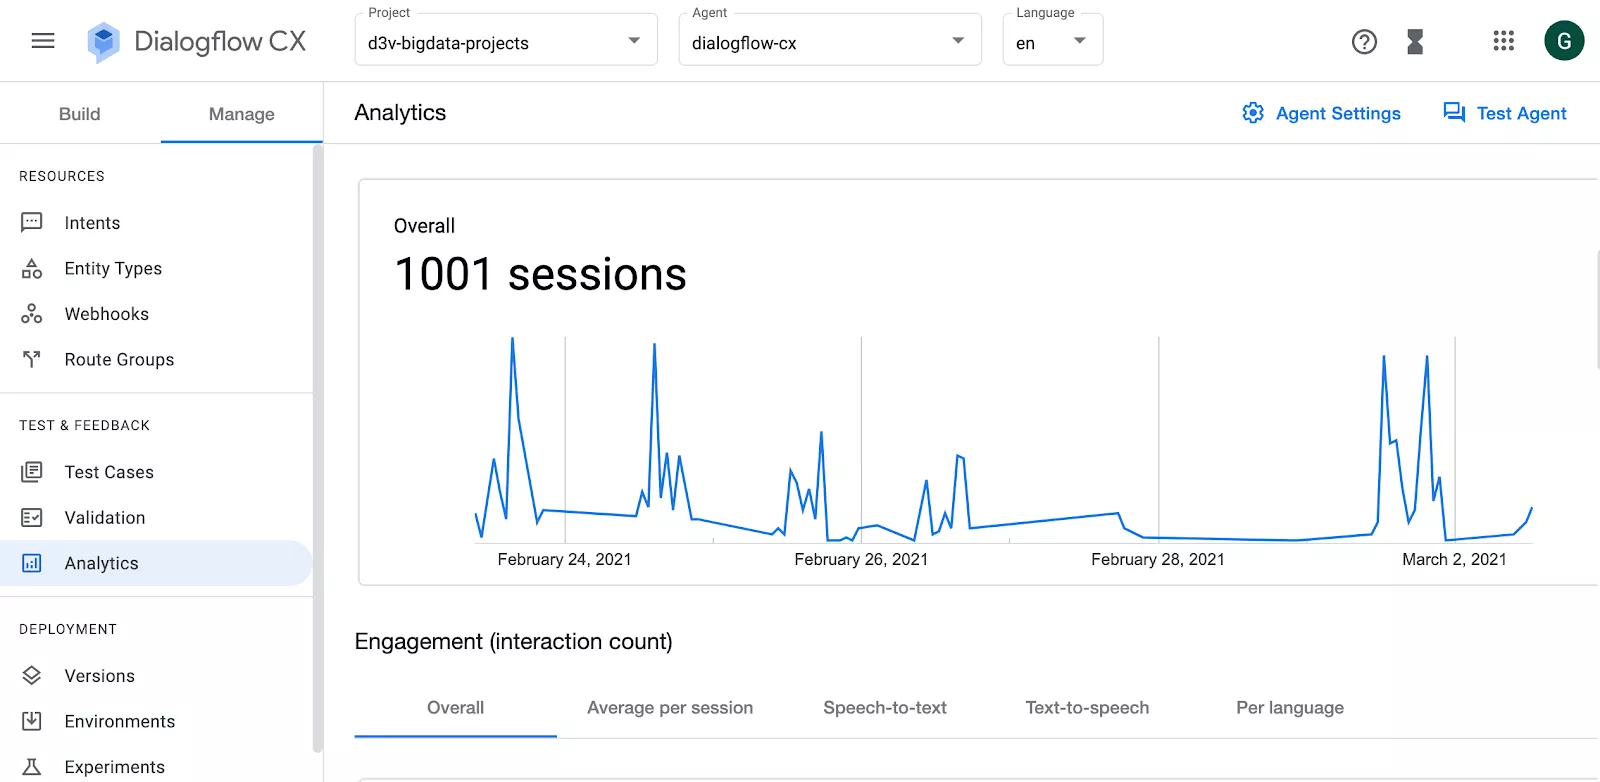 Project
Agent
Language
Dialogflow CX
d3v-bigdata-projects
dialogflow-cx
en
G
Build
Manage
Analytics
Agent Settings
Test Agent
RESOURCES
Intents
Entity Types
Webhooks
Route Groups
TEST & FEEDBACK
Test Cases
Validation
Analytics
DEPLOYMENT
Versions
Environments
Experiments
Overall
1001 sessions
February 24, 2021
February 26, 2021
February 28, 2021
March 2, 2021
Engagement (interaction count)
Overall
Average per session
Speech-to-text
Text-to-speech
Per language